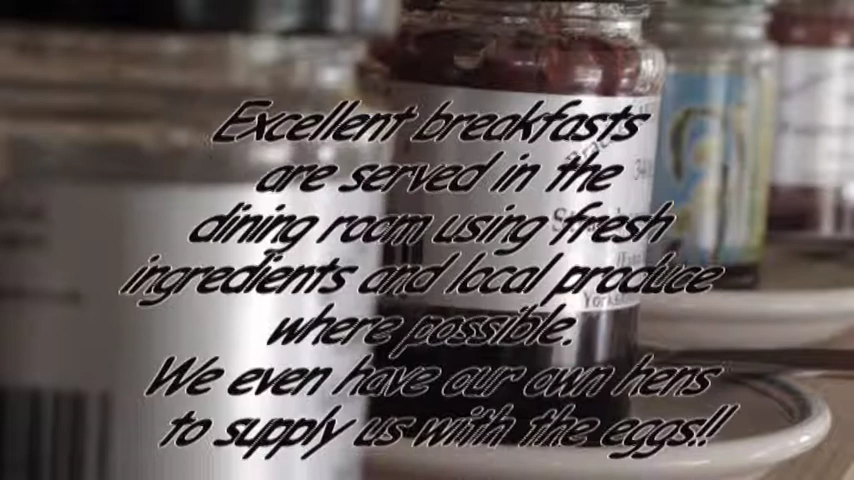 Excellent breakfasts
are served in the
dining room using fresh
ingredients and local produce
where possible.
We even have our own hens
to supply us with the eggs!!